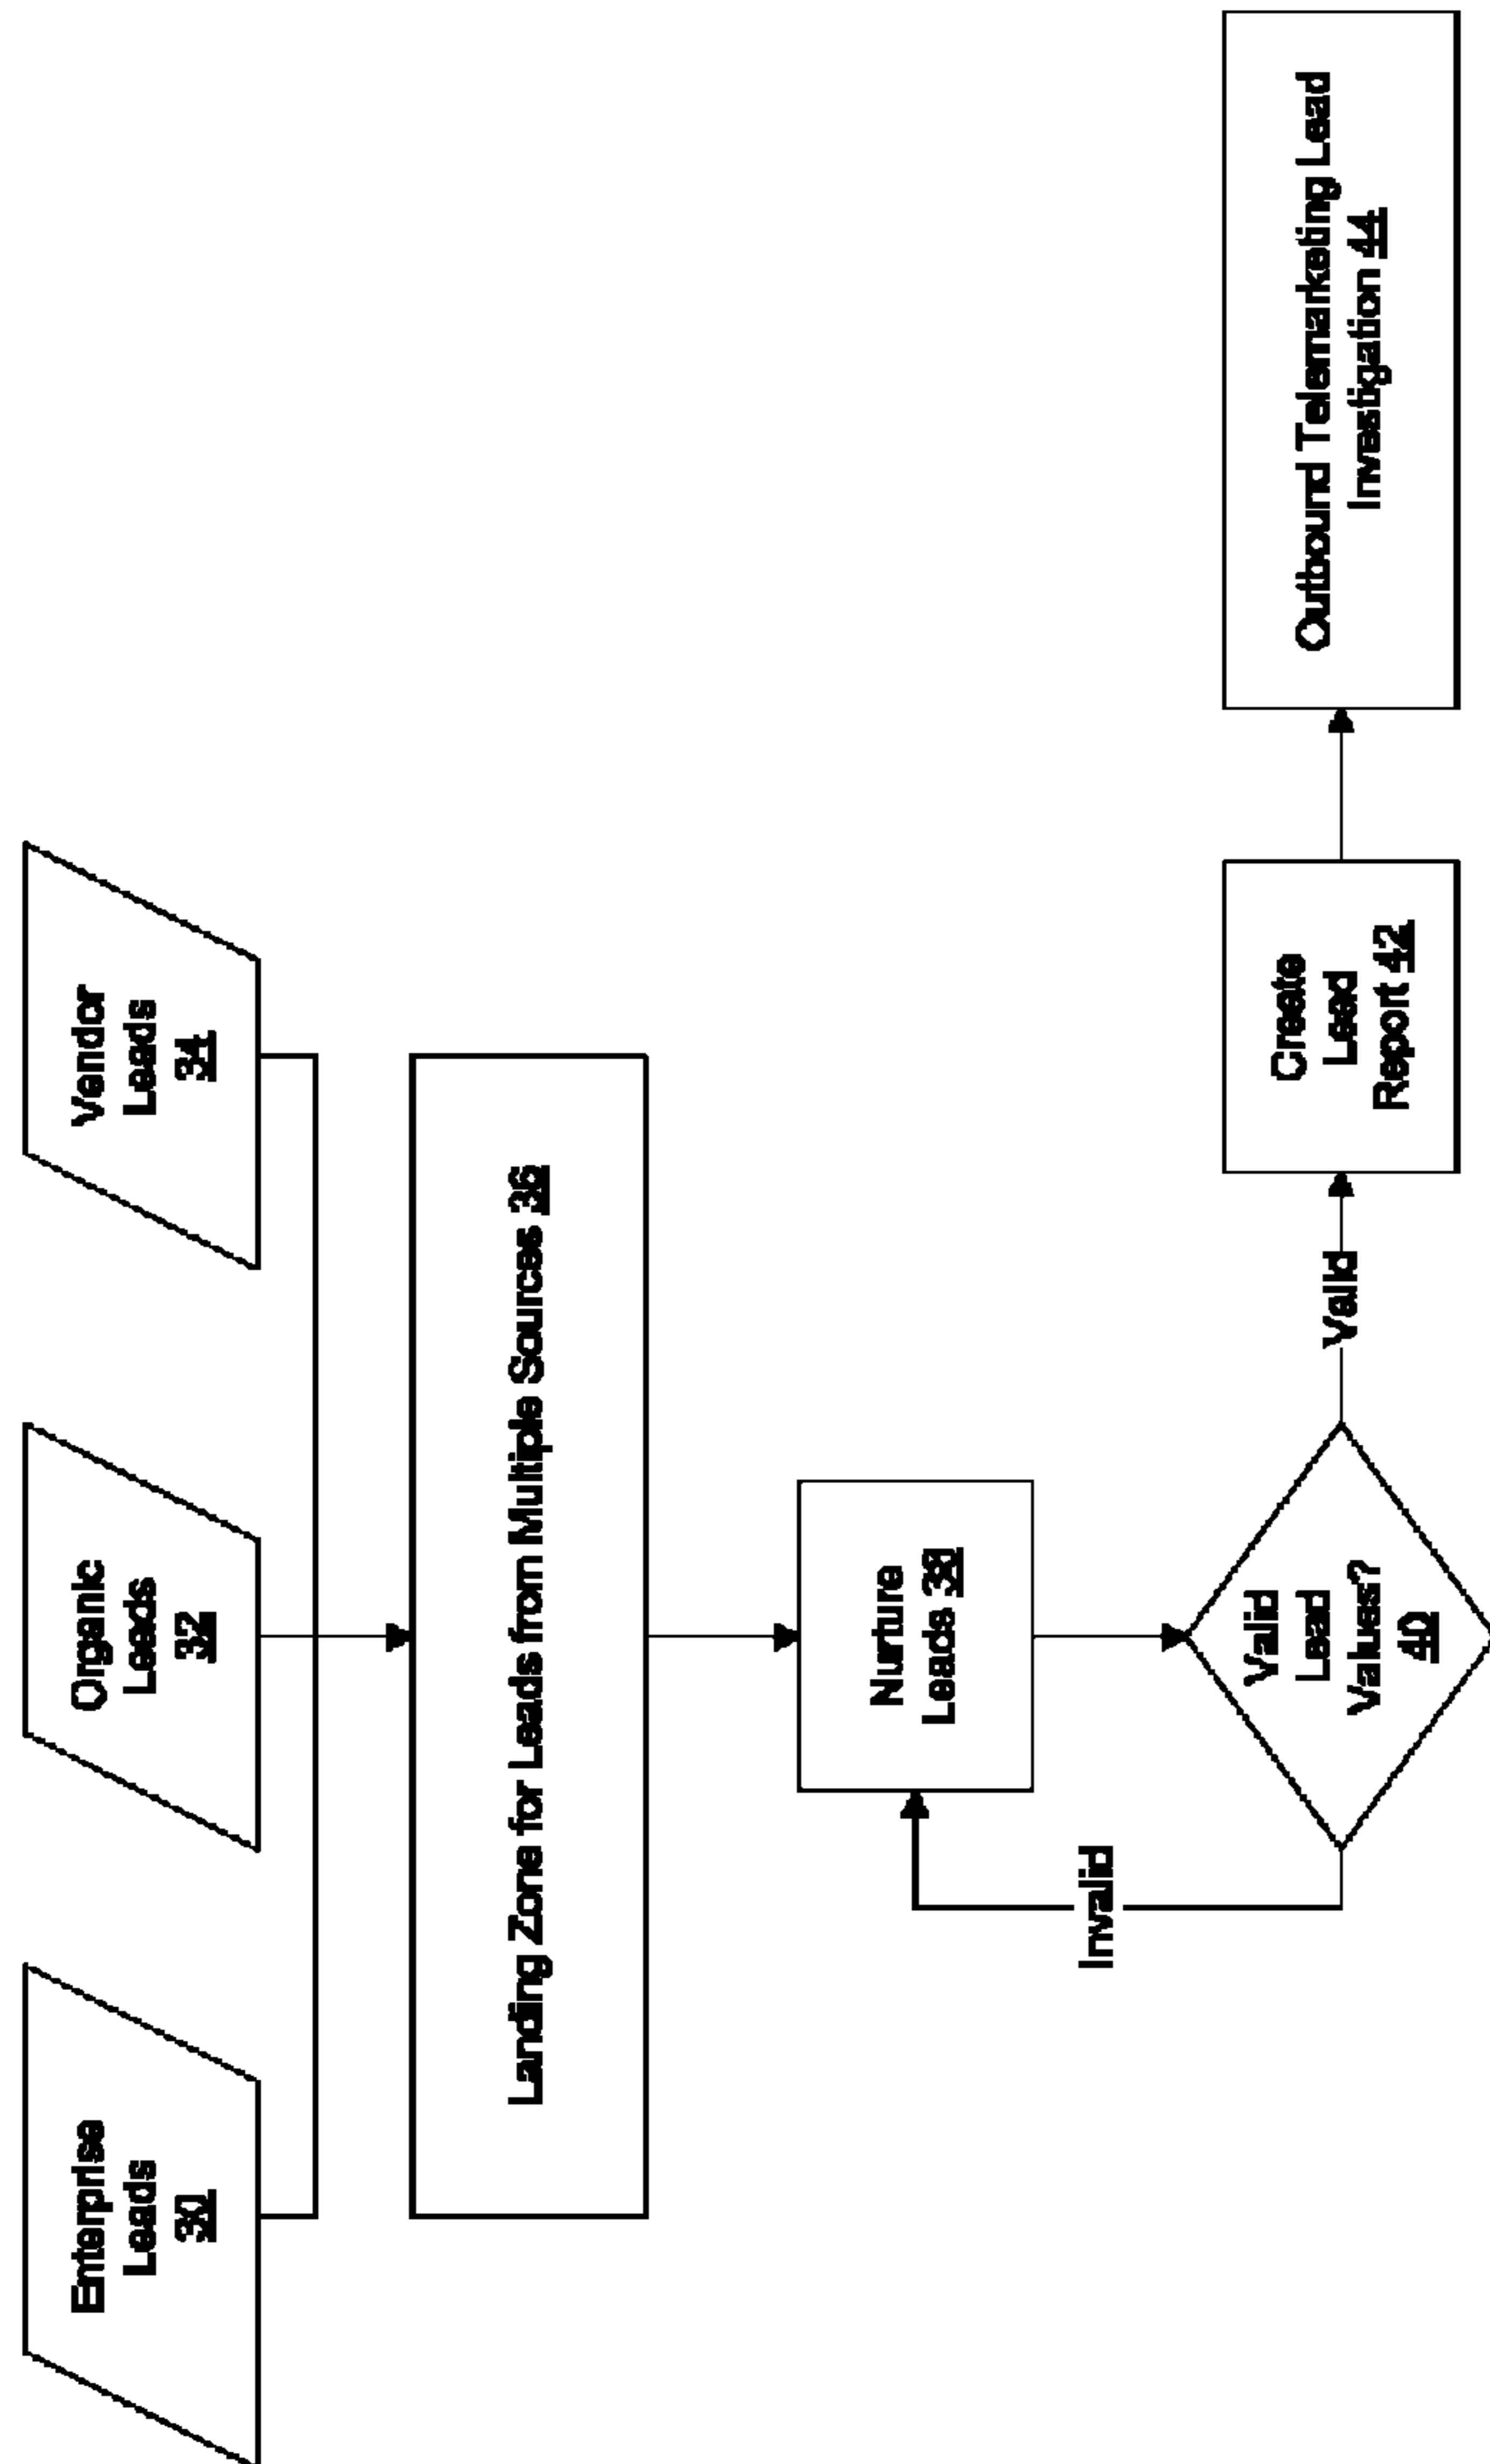 Enterprise
Leads
30
Organic
Leads
32
Vendor
Leads
34
Landing Zone for Leads from Multiple Sources 36
Nurture
Leads 38
Invalid
Valid
Lead
Values?
40
Valid
Create
Lead
Report 42
Outbound Telemarketing Lead
Investigation 44